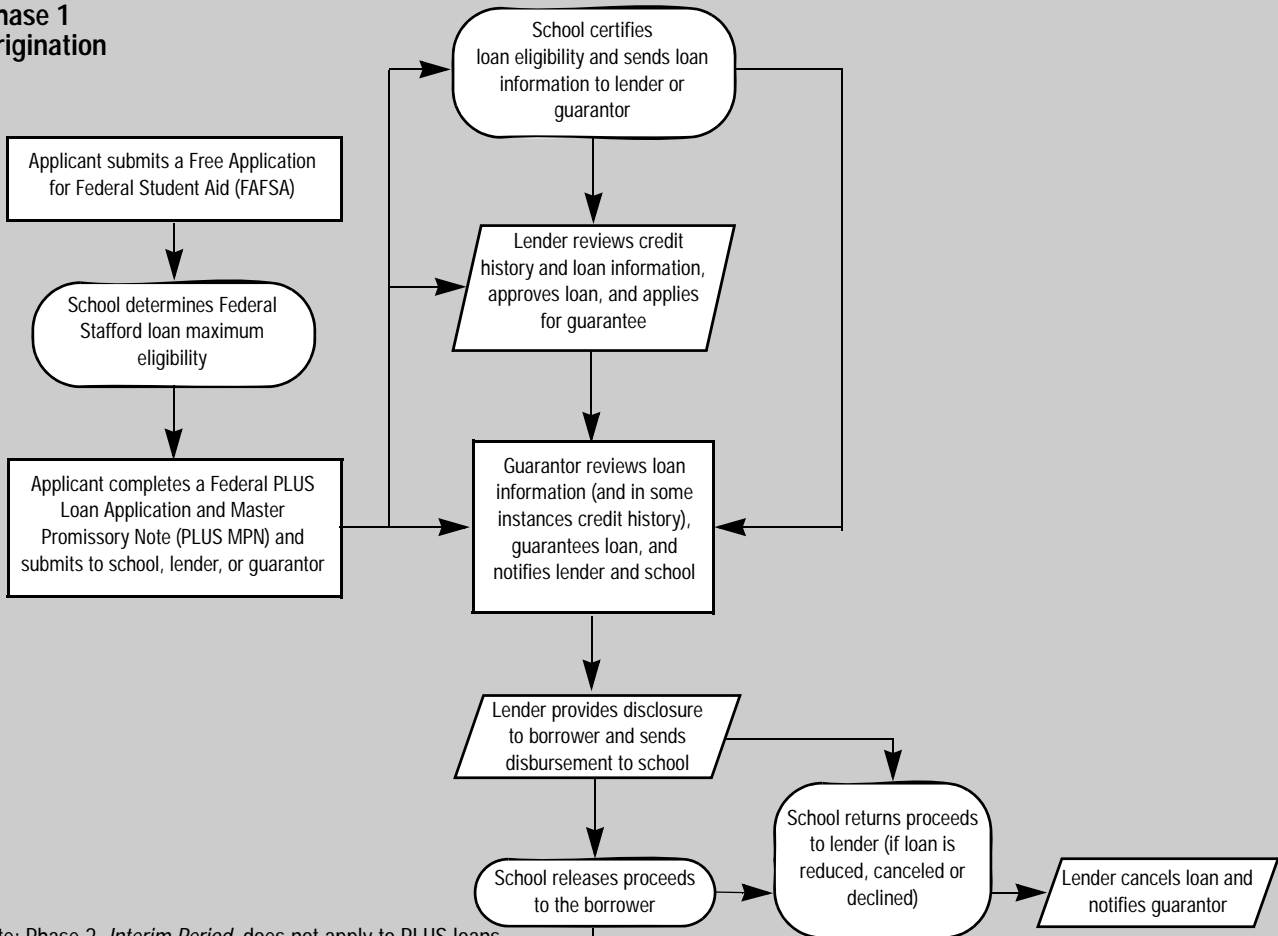 hase 1
rigination
Applicant submits a Free Application
for Federal Student Aid (FAFSA)
School determines Federal
Stafford loan maximum
eligibility
Applicant completes a Federal PLUS
Loan Application and Master
Promissory Note (PLUS MPN) and
submits to school, lender, or guarantor
School certifies
loan eligibility and sends loan
information to lender or
guarantor
Lender reviews credit
history and loan information,
approves loan, and applies
for guarantee
Guarantor reviews loan
information (and in some
instances credit history),
guarantees loan, and
notifies lender and school
Lender provides disclosure
to borrower and sends
disbursement to school
School releases proceeds
to the borrower
School returns proceeds
to lender (if loan is
reduced, canceled or
declined)
Lender cancels loan and
notifies guarantor
te: Phase 2, Interim Period, does not apply to PLUS loans